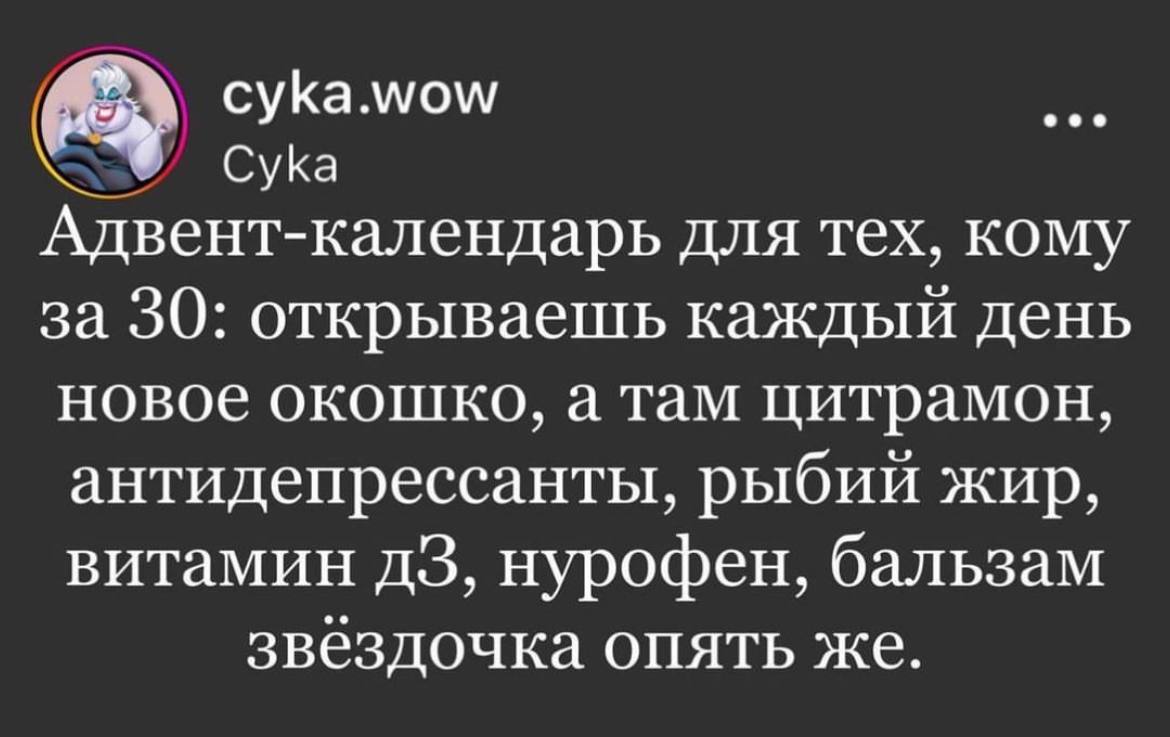 cyka.wow
Cyka
Адвент-календарь для тех, кому
за 30: открываешь каждый день
новое окошко, а там цитрамон,
антидепрессанты, рыбий жир,
витамин д3, нурофен, бальзам
звёздочка опять же.